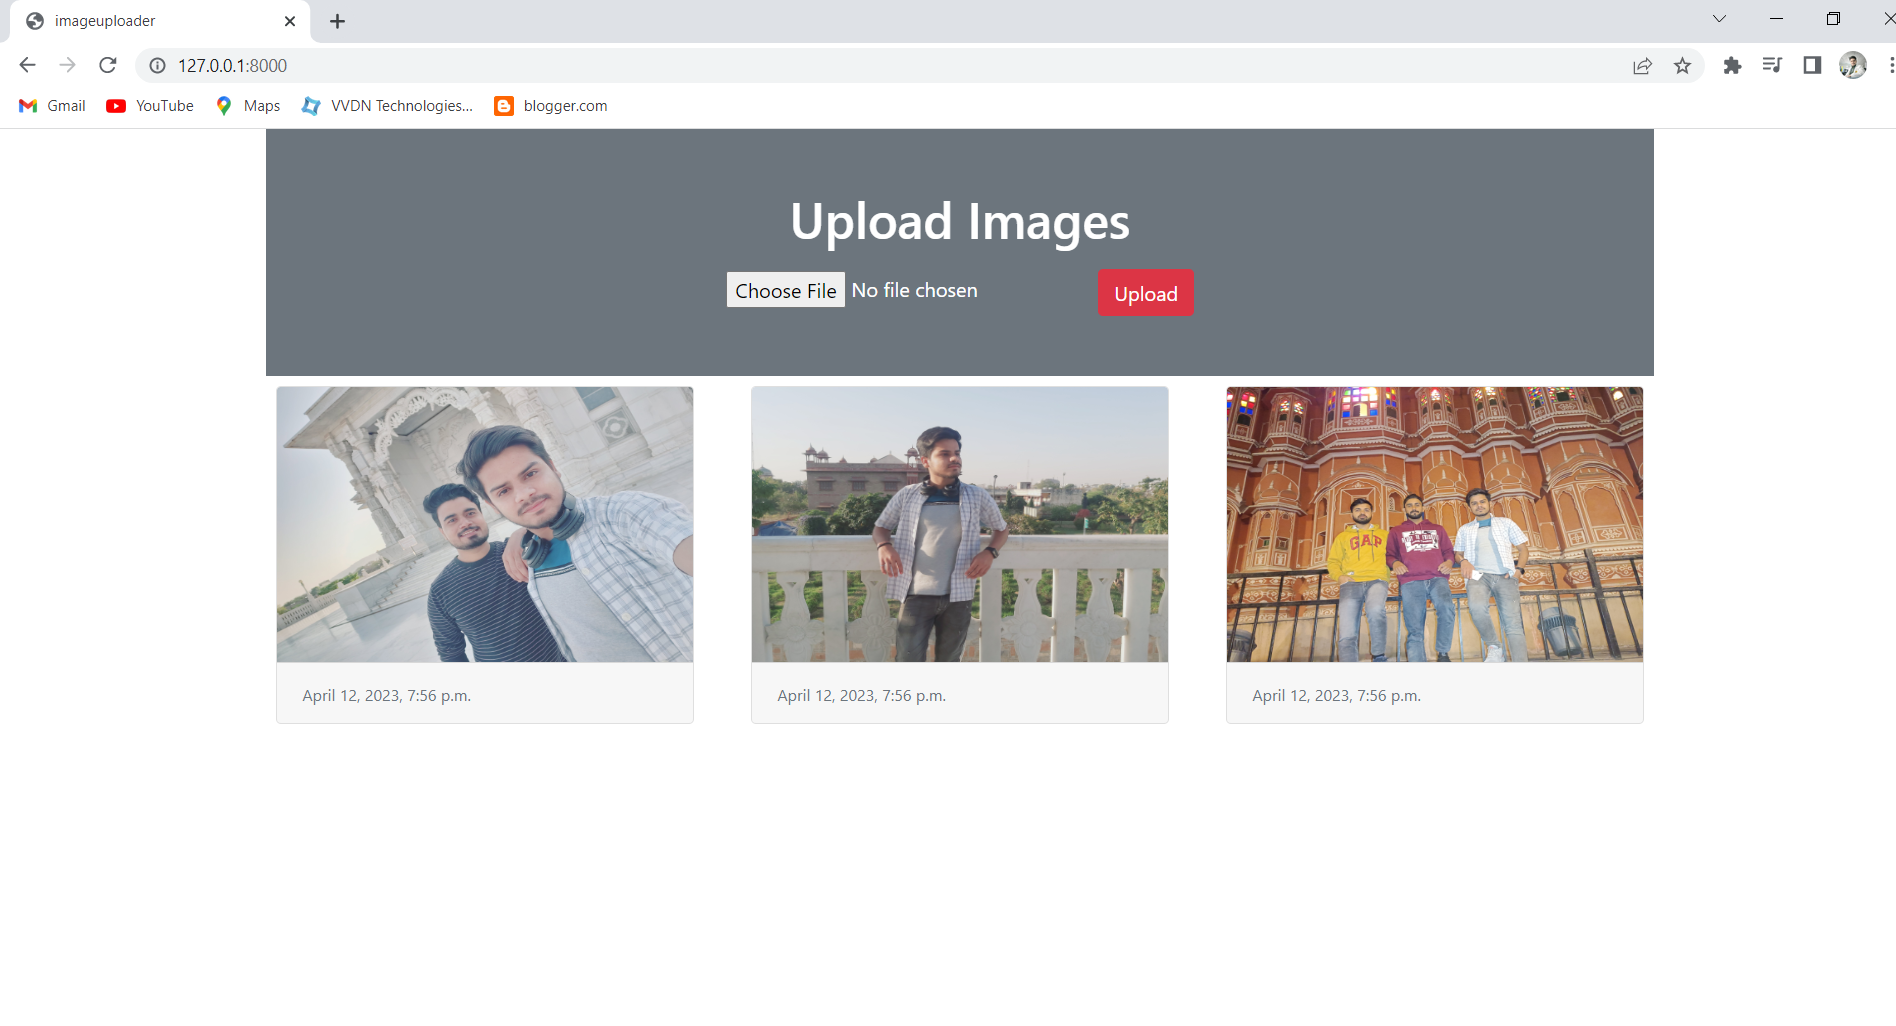 imageuploader
127.0.0.1:8000
Gmail YouTube Maps VVDN Technologies... blogger.com
Upload Images
Choose File No file chosen Upload
GAP
April 12, 2023, 7:56 p.m. April 12, 2023, 7:56 p.m. April 12, 2023, 7:56 p.m.